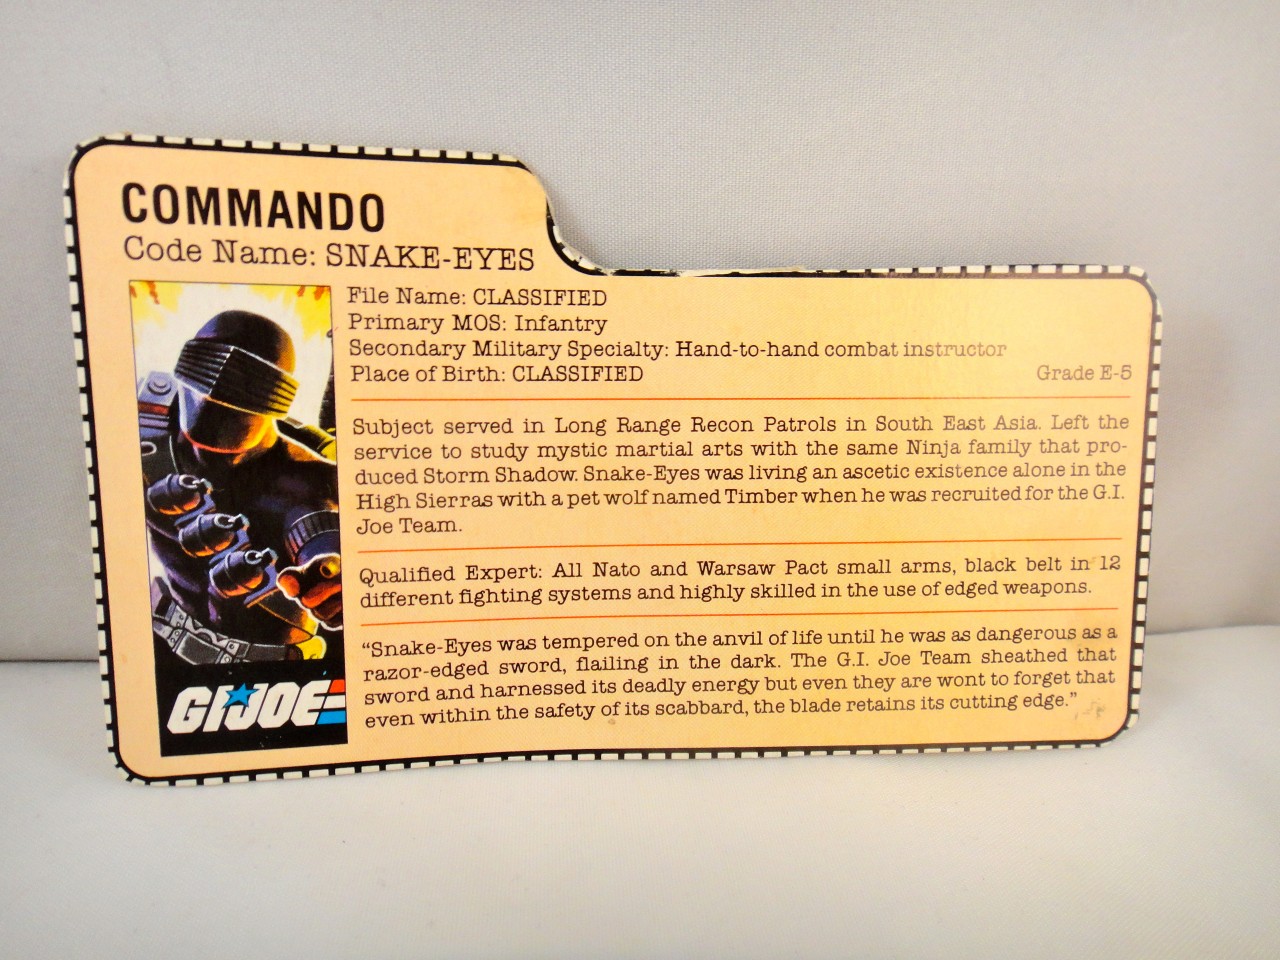 COMMANDO
Code Name: SNAKE-EYES
File Name: CLASSIFIED
Primary MOS: Infantry
Secondary Military Specialty: Hand-to-hand combat instructor
Place of Birth: CLASSIFIED Grade E-5
Subject served in Long Range Recon Patrols in South East Asia. Left the
service to study mystic martial arts with the same Ninja family that pro-
duced Storm Shadow. Snake-Eyes was living an ascetic existence alone in the
High Sierras with a pet wolf named Timber when he was recruited for the G.I.
Joe Team.
Qualified Expert: All Nato and Warsaw Pact small arms, black belt in 12
different fighting systems and highly skilled in the use of edged weapons.
“Snake-Eyes was tempered on the anvil of life until he was as dangerous as a
razor-edged sword, flailing in the dark. The G.I. Joe Team sheathed that
sword and harnessed its deadly energy but even they are wont to forget that
even within the safety of its scabbard, the blade retains its cutting edge.”
GI JOE